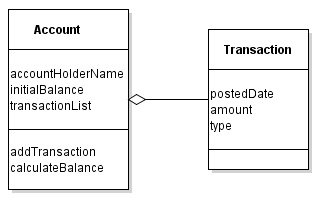 Account
accountHolderName
initialBalance
transactionList
addTransaction
calculateBalance
Transaction
postedDate
amount
type